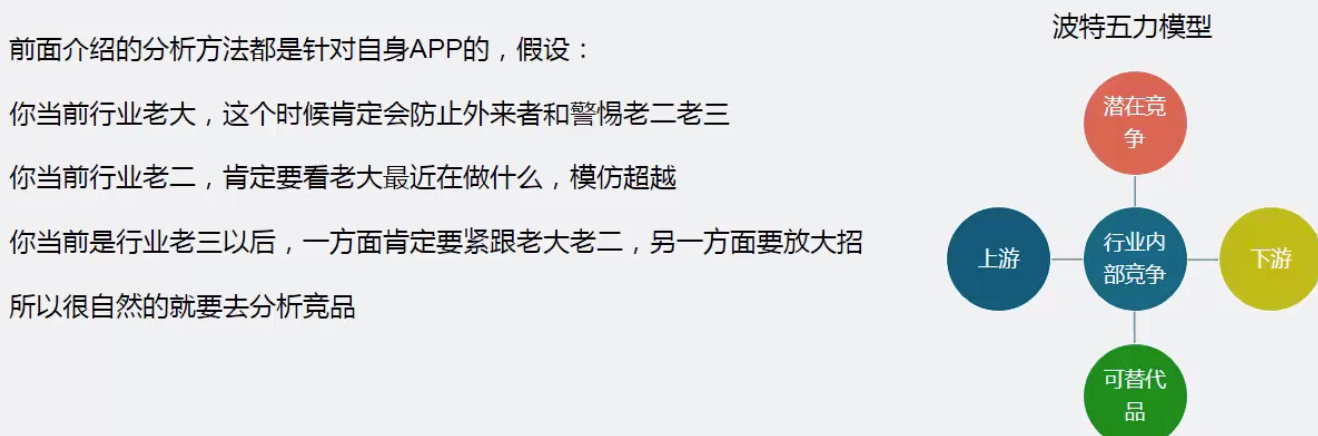 前面介绍的分析方法都是针对自身APP的，假设：
你当前行业老大，这个时候肯定会防止外来者和警惕老二老三
你当前行业老二，肯定要看老大最近在做什么，模仿超越
你当前是行业老三以后，一方面肯定要紧跟老大老二，另一方面要放大招
所以很自然的就要去分析竞品
波特五力模型
潜在竞
争
上游
行业内
部竞争
下游
可替代
品